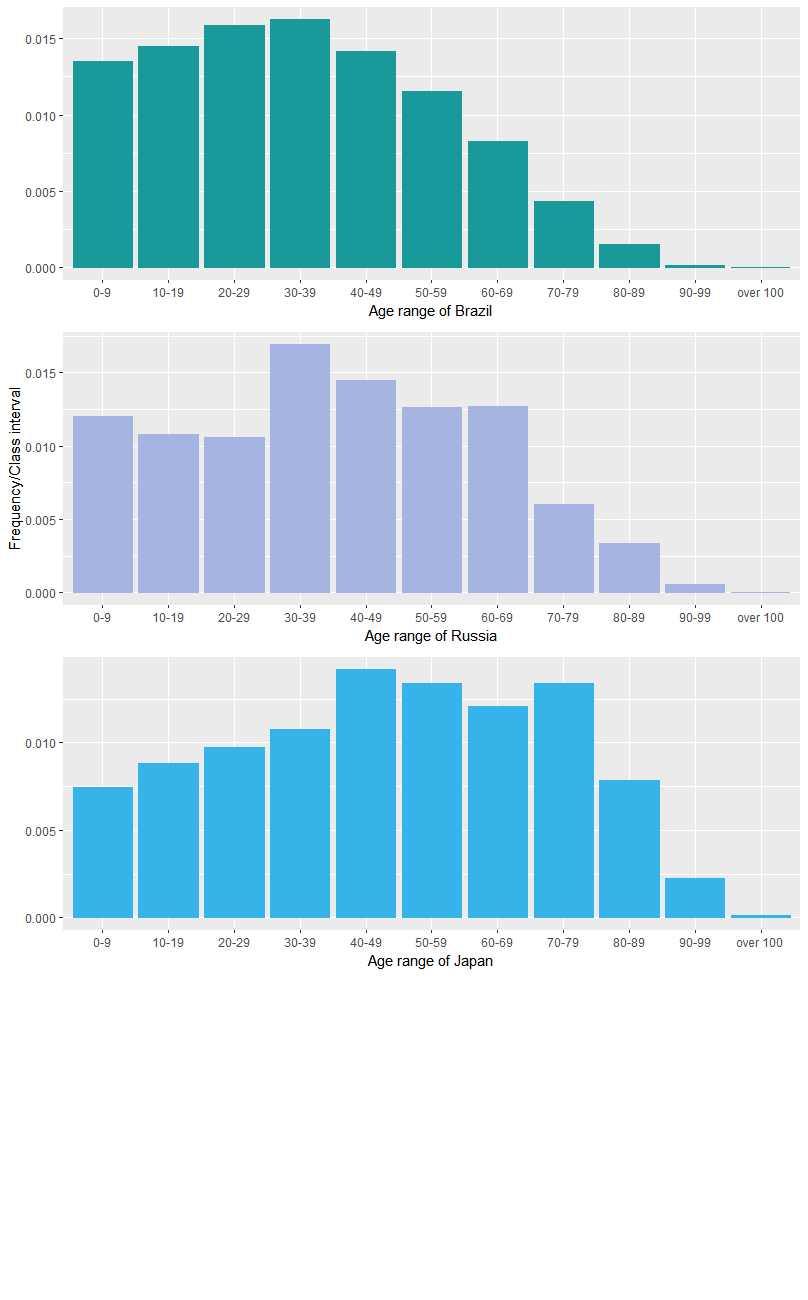 0.015
0.010
0.005
0.000
0-9 10-19 20-29 30-39 40-49 50-59 60-69 70-79 80-89 90-99 over 100
Age range of Brazil
Frequency/Class interval
0.015
0.010
0.005
0.000
0-9 10-19 20-29 30-39 40-49 50-59 60-69 70-79 80-89 90-99 over 100
Age range of Russia
0.010
0.005
0.000
0-9 10-19 20-29 30-39 40-49 50-59 60-69 70-79 80-89 90-99 over 100
Age range of Japan